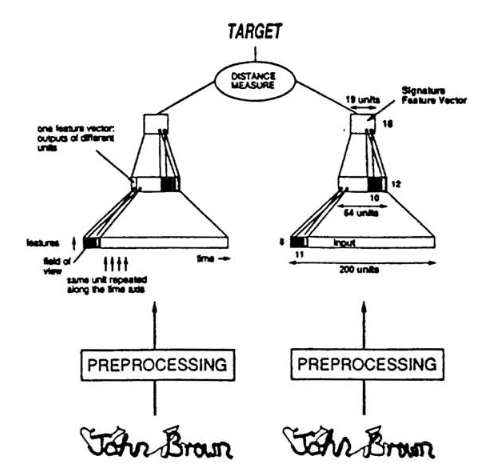 TARGET
DISTANCE
MEASURE
19 units
Signature
Feature Vector
16
one feature vector:
outputs of different
units
12
10
64 units
features
field of
view
time
same unit repeated
along the time axis
8
11
input
200 units
PREPROCESSING
PREPROCESSING
John Brown
John Brown